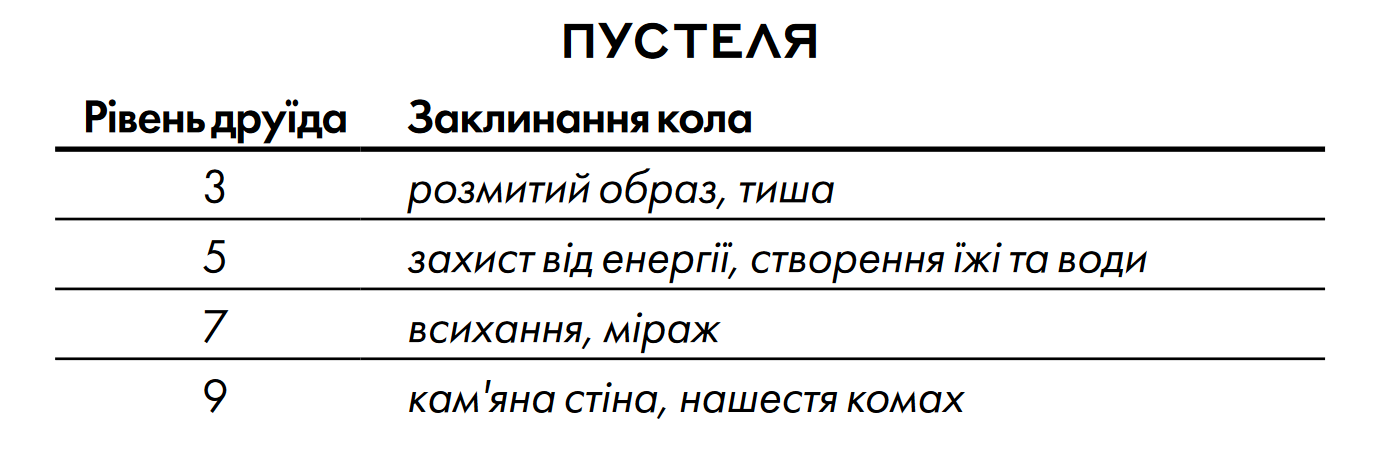 ПУСТЕЛЯ
Рівень друїда Заклинання кола
3 розмитий образ, тиша
5 захист від енергії, створення їжі та води
7 всихання, міраж
9 кам'яна стіна, нашестя комах